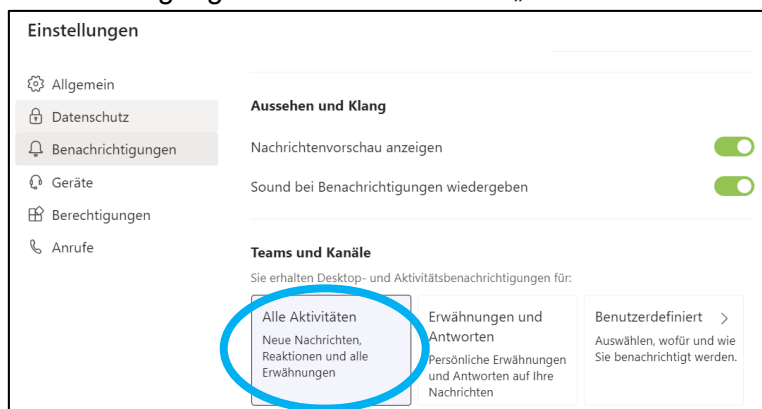 Einstellungen
Allgemein
Datenschutz
Benachrichtigungen
Geräte
Berechtigungen
Anrufe
Aussehen und Klang
Nachrichtenvorschau anzeigen
Sound bei Benachrichtigungen wiedergeben
Teams und Kanäle
Sie erhalten Desktop- und Aktivitätsbenachrichtigungen für:
Alle Aktivitäten
Neue Nachrichten,
Reaktionen und alle
Erwähnungen
Erwähnungen und
Antworten
Persönliche Erwähnungen
und Antworten auf Ihre
Nachrichten
Benutzerdefiniert >
Auswählen, wofür und wie
Sie benachrichtigt werden.